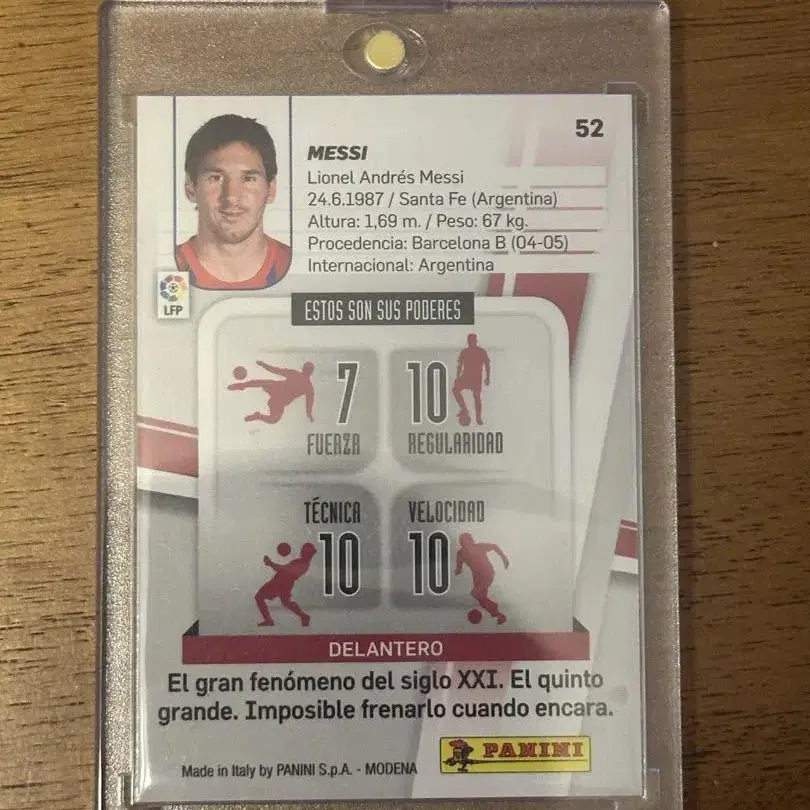 52
MESSI
Lionel Andrés Messi
24.6.1987 / Santa Fe (Argentina)
Altura: 1,69 m. / Peso: 67 kg.
Procedencia: Barcelona B (04-05)
Internacional: Argentina
LFP
ESTOS SON SUS PODERES
7
FUERZA
10
REGULARIDAD
TÉCNICA
10
VELOCIDAD
10
DELANTERO
El gran fenómeno del siglo XXI. El quinto
grande. Imposible frenarlo cuando encara.
Made in Italy by PANINI S.p.A. - MODENA
PANINI